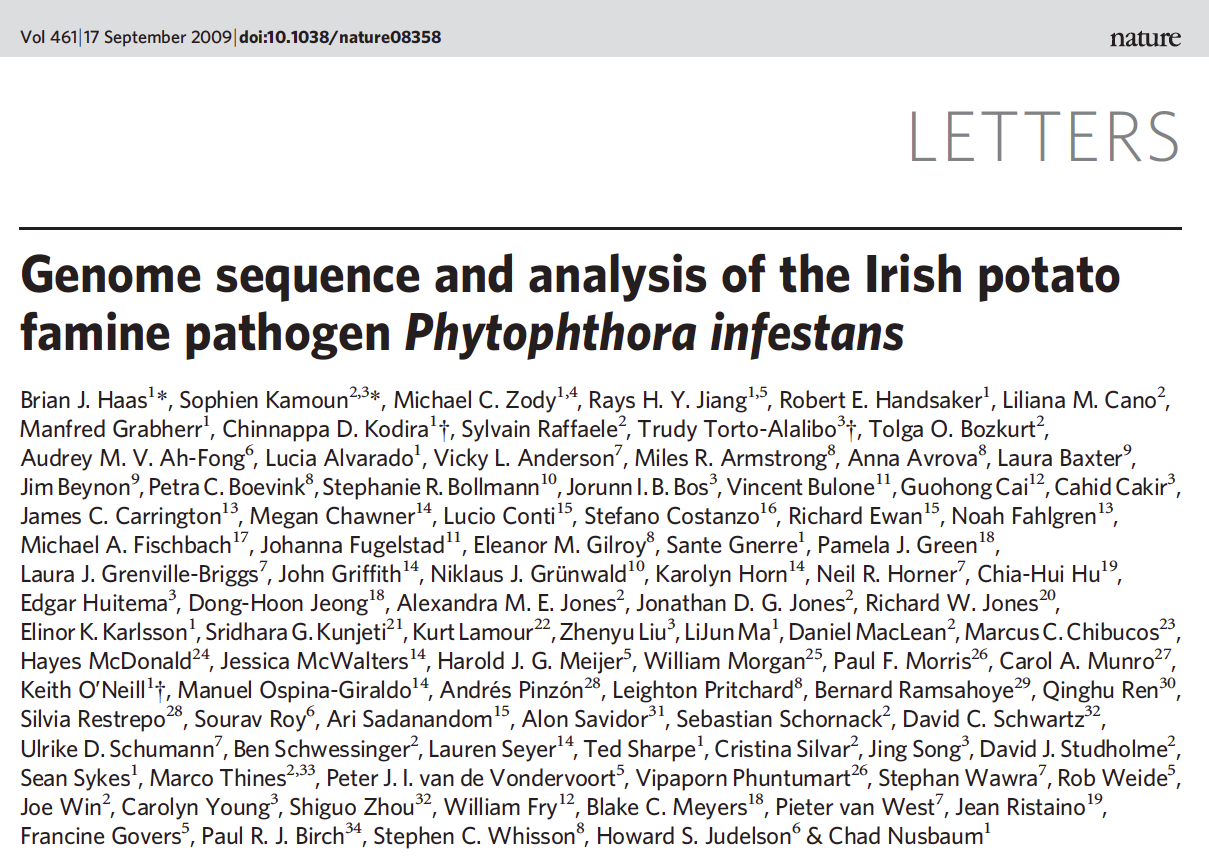 Vol 461|17 September 2009|doi:10.1038/nature08358
nature
LETTERS
Genome sequence and analysis of the Irish potato
famine pathogen Phytophthora infestans
Brian J. Haas1*, Sophien Kamoun2,3*, Michael C. Zody1,4, Rays H. Y. Jiang1,5, Robert E. Handsaker1, Liliana M. Cano2,
Manfred Grabherr1, Chinnappa D. Kodira1†, Sylvain Raffaele2, Trudy Torto-Alalibo3†, Tolga O. Bozkurt2,
Audrey M. V. Ah-Fong6, Lucia Alvarado1, Vicky L. Anderson7, Miles R. Armstrong8, Anna Avrova8, Laura Baxter9,
Jim Beynon9, Petra C. Boevink8, Stephanie R. Bollmann10, Jorunn I. B. Bos3, Vincent Bulone11, Guohong Cai12, Cahid Cakir3,
James C. Carrington13, Megan Chawner14, Lucio Conti15, Stefano Costanzo16, Richard Ewan15, Noah Fahlgren13,
Michael A. Fischbach17, Johanna Fugelstad11, Eleanor M. Gilroy8, Sante Gnerre1, Pamela J. Green18,
Laura J. Grenville-Briggs7, John Griffith14, Niklaus J. Grünwald10, Karolyn Horn14, Neil R. Horner7, Chia-Hui Hu19,
Edgar Huitema3, Dong-Hoon Jeong18, Alexandra M. E. Jones2, Jonathan D. G. Jones2, Richard W. Jones20,
Elinor K. Karlsson1, Sridhara G. Kunjeti21, Kurt Lamour22, Zhenyu Liu3, LiJun Ma1, Daniel MacLean2, Marcus C. Chibucos23,
Hayes McDonald24, Jessica McWalters14, Harold J. G. Meijer5, William Morgan25, Paul F. Morris26, Carol A. Munro27,
Keith O'Neill1†, Manuel Ospina-Giraldo14, Andrés Pinzón28, Leighton Pritchard8, Bernard Ramsahoye29, Qinghu Ren30,
Silvia Restrepo28, Sourav Roy6, Ari Sadanandom15, Alon Savidor31, Sebastian Schornack2, David C. Schwartz32,
Ulrike D. Schumann7, Ben Schwessinger2, Lauren Seyer14, Ted Sharpe1, Cristina Silvar2, Jing Song3, David J. Studholme2,
Sean Sykes1, Marco Thines2,33, Peter J. I. van de Vondervoort5, Vipaporn Phuntumart26, Stephan Wawra7, Rob Weide5,
Joe Win2, Carolyn Young3, Shiguo Zhou32, William Fry12, Blake C. Meyers18, Pieter van West7, Jean Ristaino19,
Francine Govers5, Paul R. J. Birch34, Stephen C. Whisson8, Howard S. Judelson6 & Chad Nusbaum1